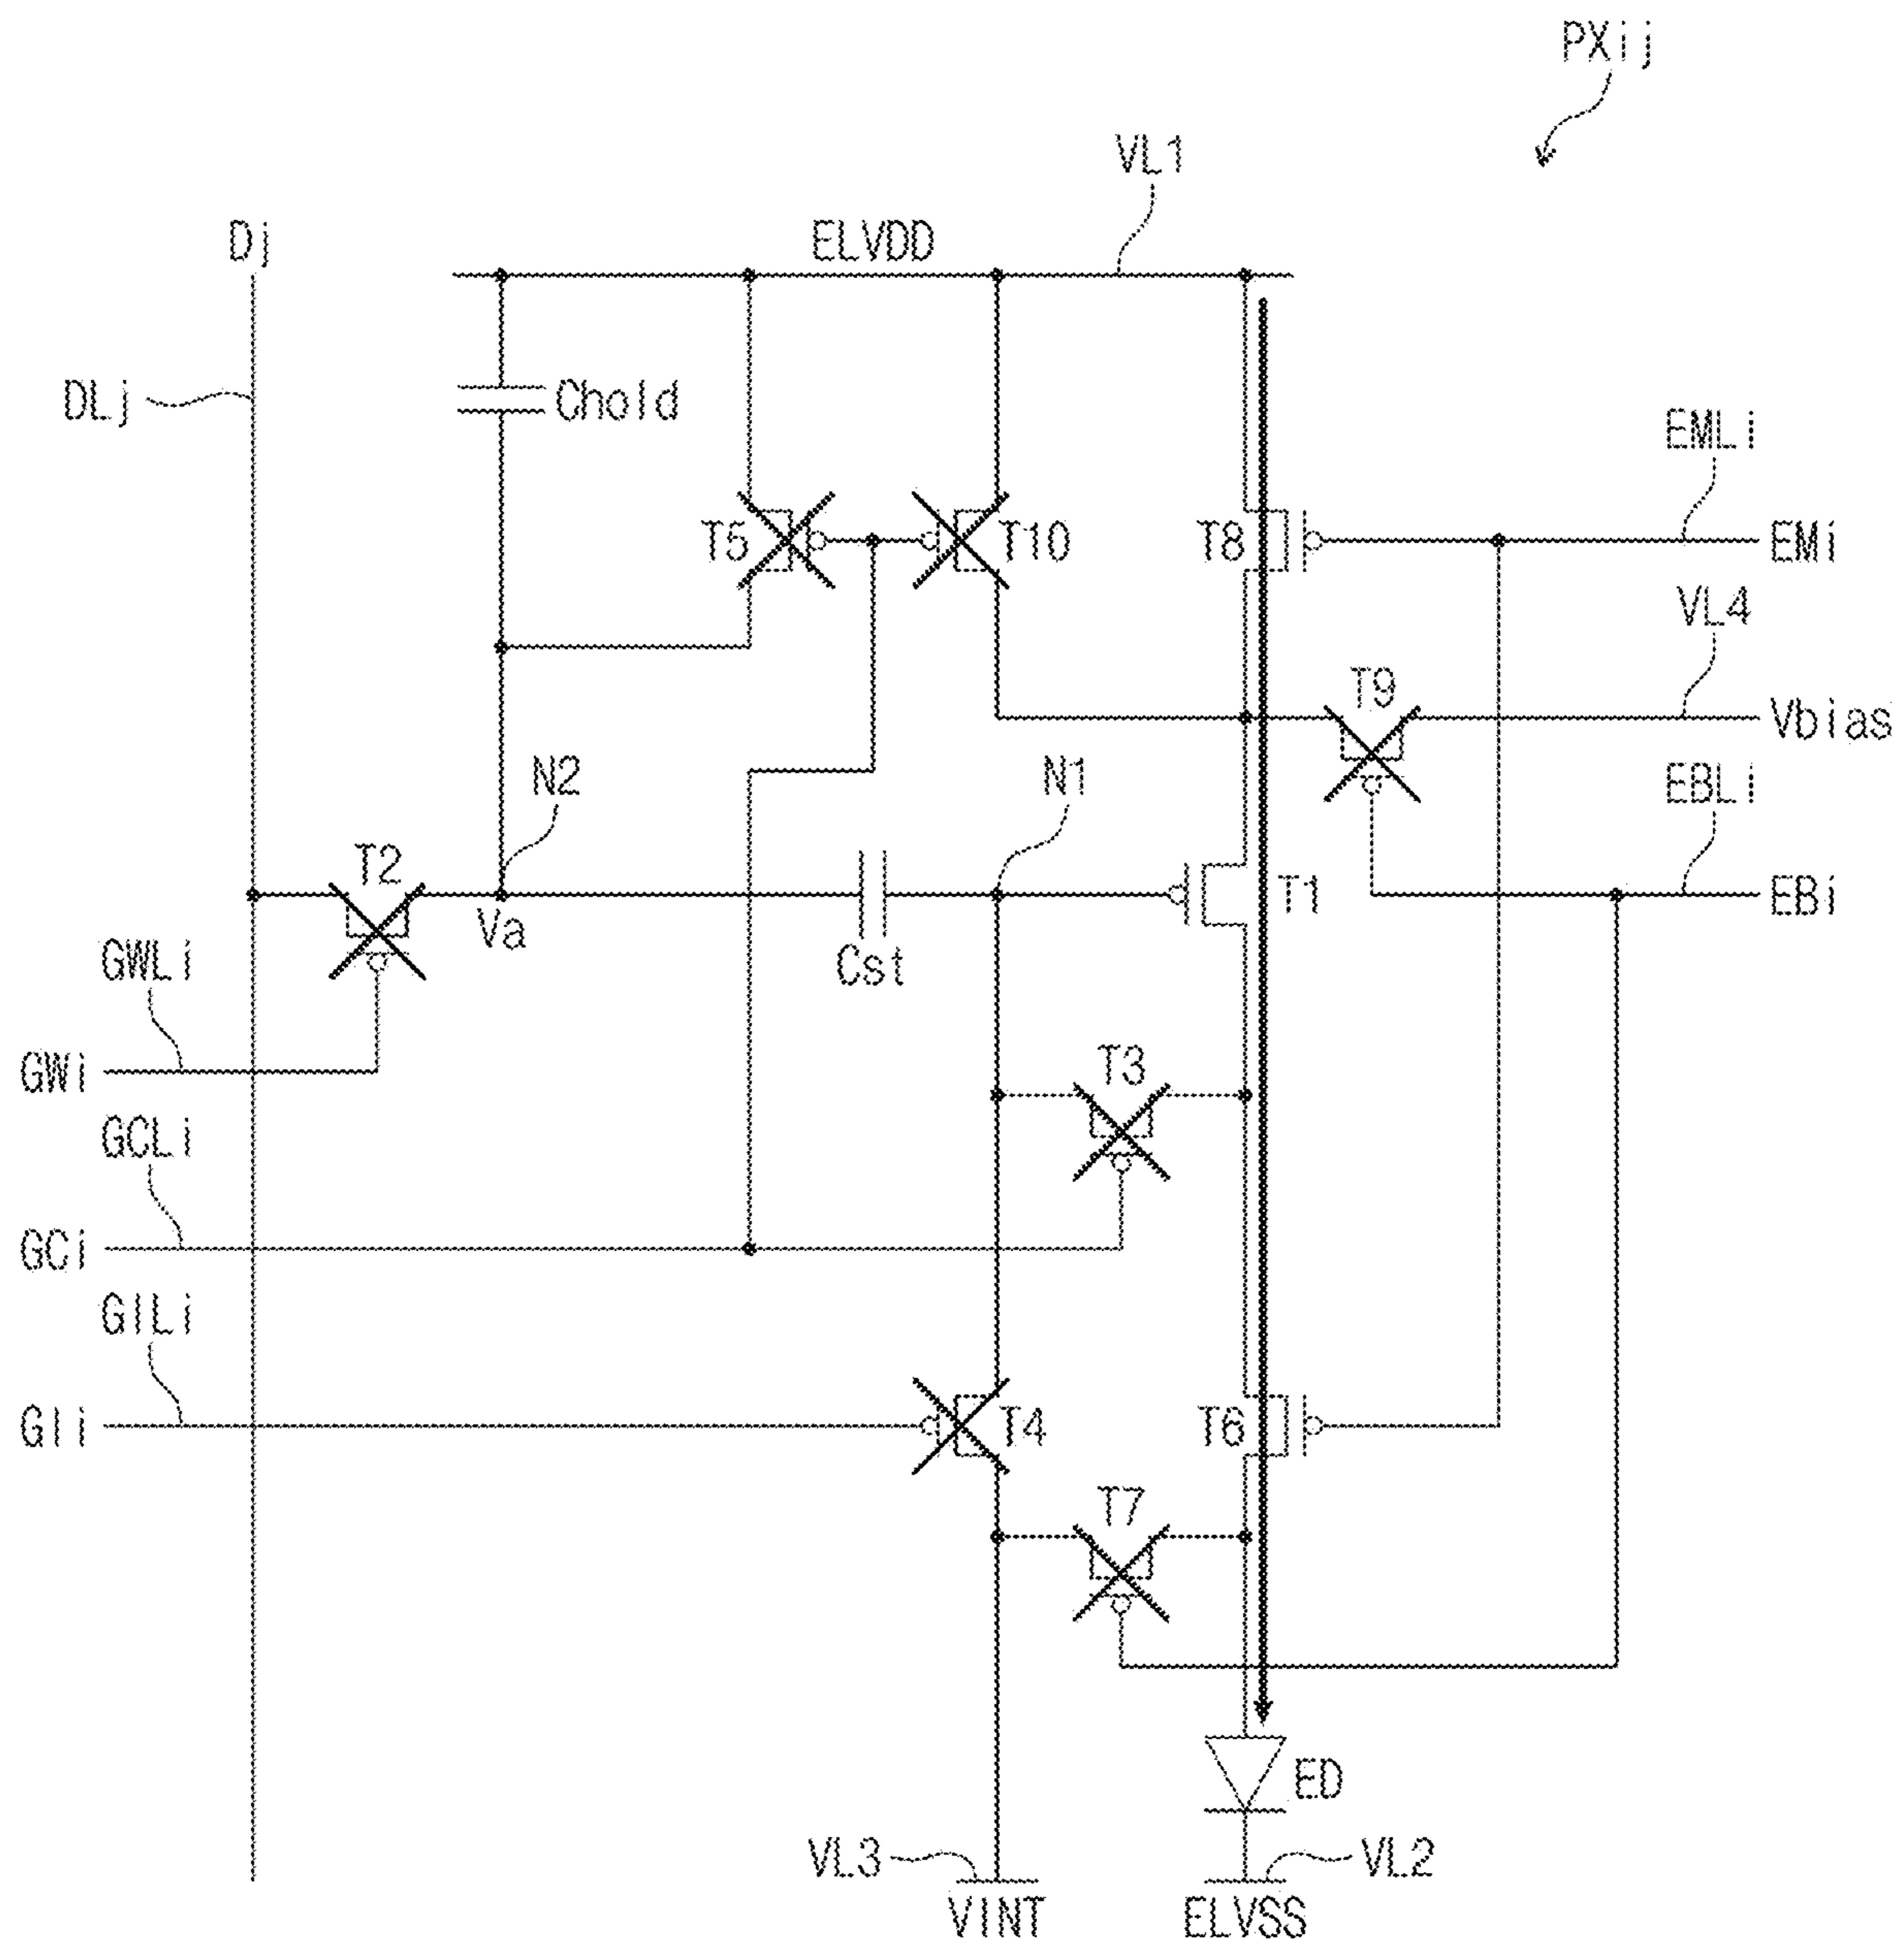 PXij
VL1
Dj
ELVDD
DLj
Chold
EMLi
T5
T10
T8
EMi
VL4
T9
Vbias
N2
N1
EBLi
T2
T1
EBi
Va
Cst
GWLi
GWi
T3
GCLi
GCi
GILi
GIi
T4
T6
T7
ED
VL3
VL2
VINT
ELVSS